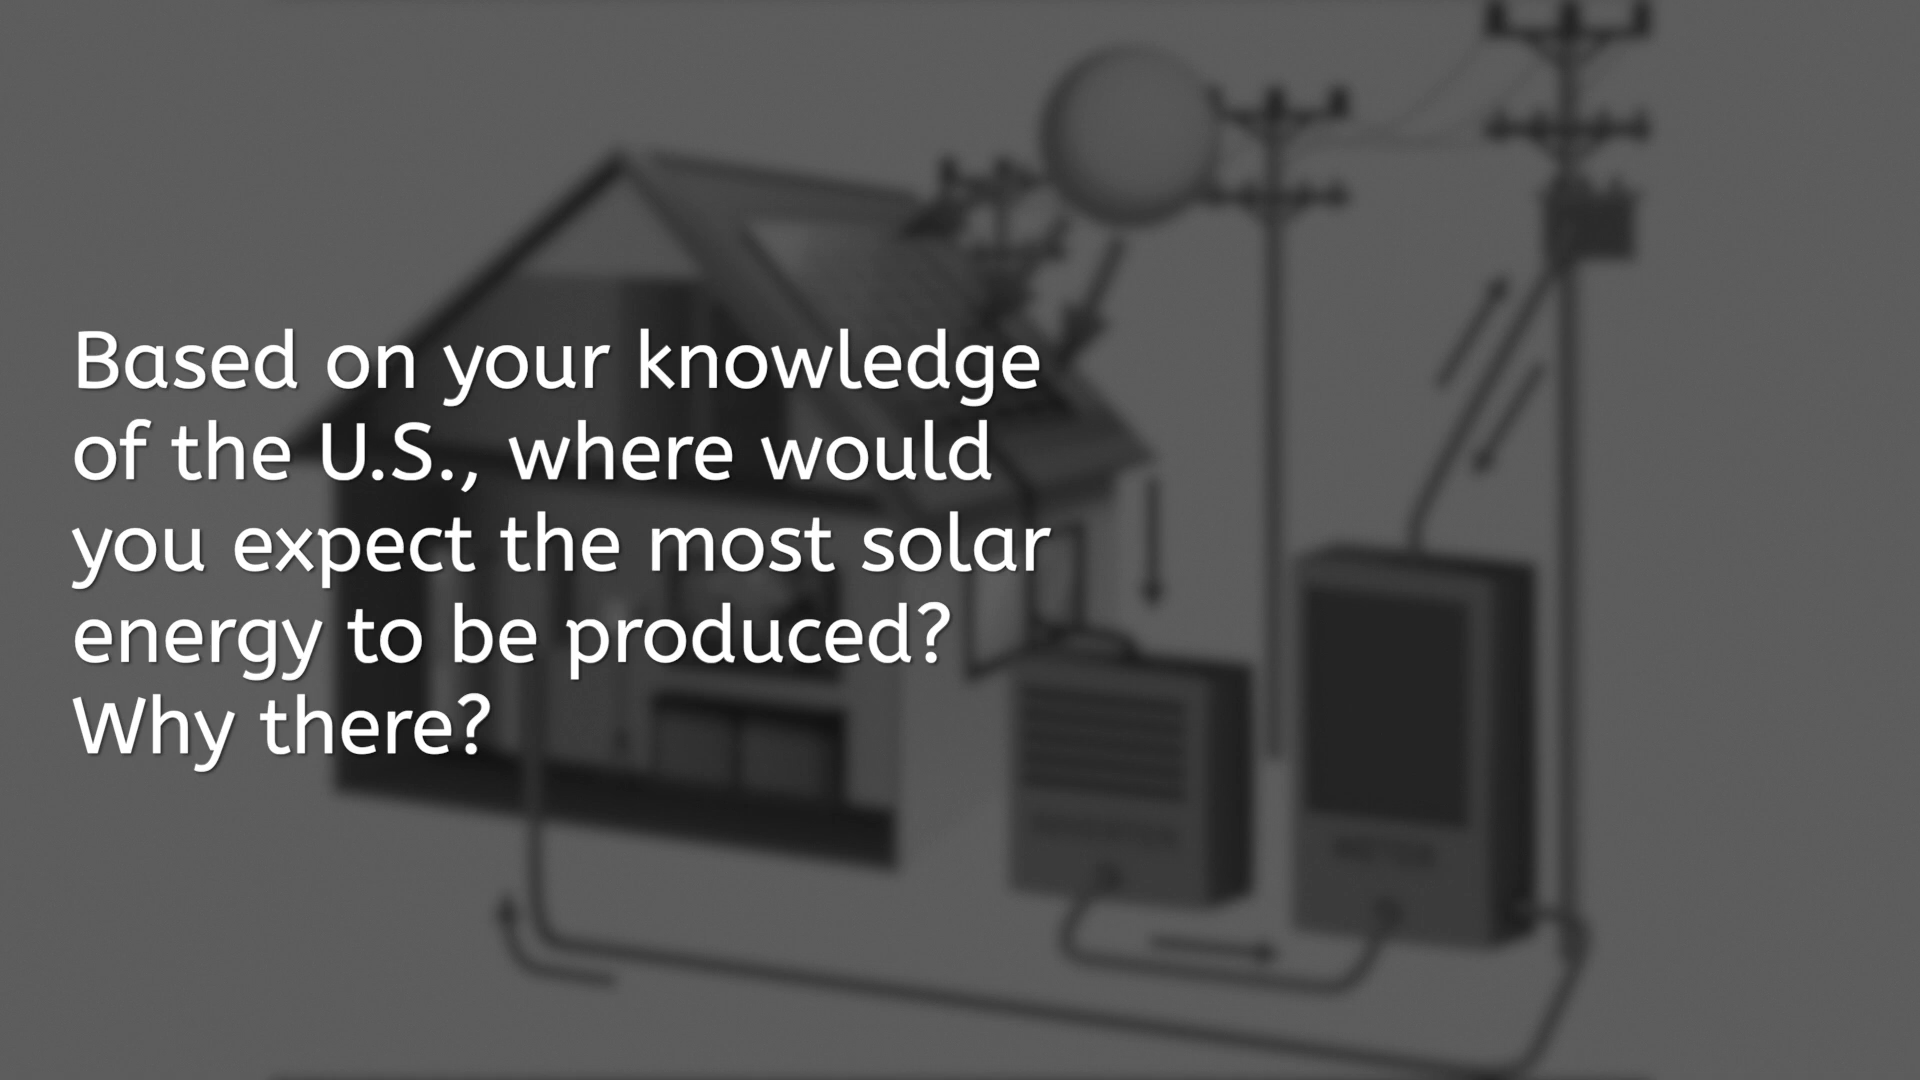 Based on your knowledge
of the U.S., where would
you expect the most solar
energy to be produced?
Why there?